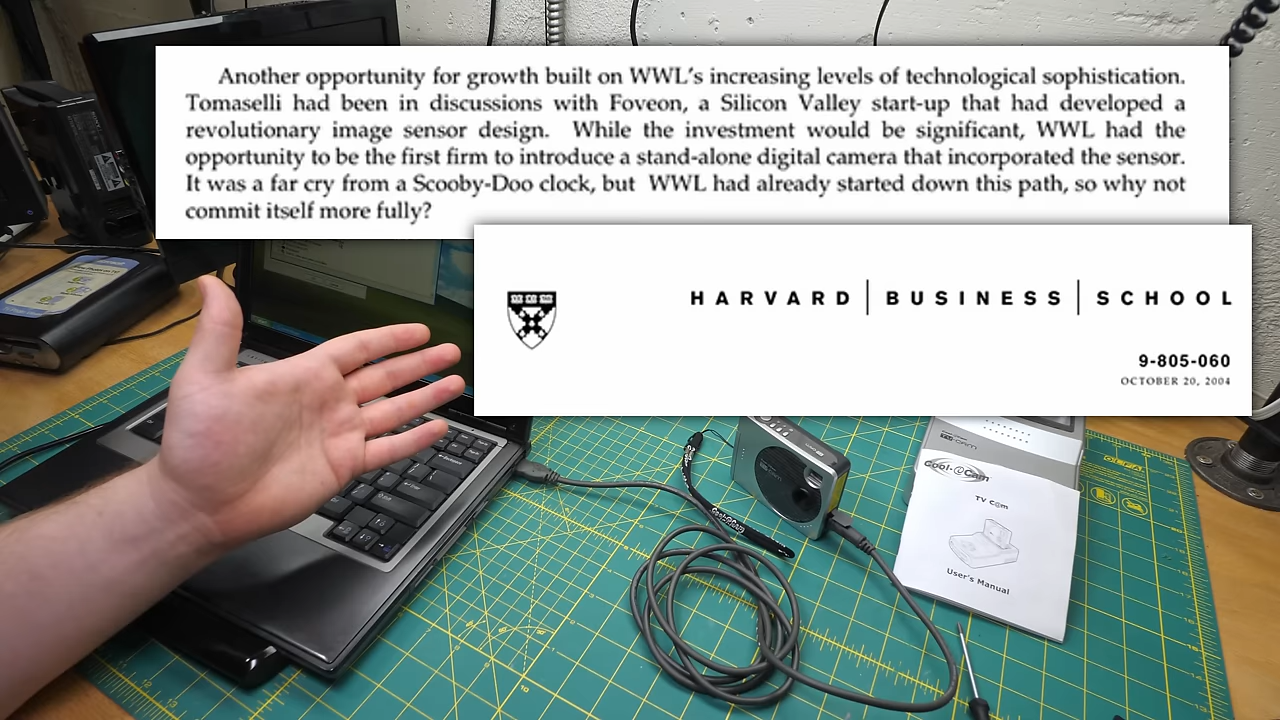 Another opportunity for growth built on WWL's increasing levels of technological sophistication.
Tomaselli had been in discussions with Foveon, a Silicon Valley start-up that had developed a
revolutionary image sensor design. While the investment would be significant, WWL had the
opportunity to be the first firm to introduce a stand-alone digital camera that incorporated the sensor.
It was a far cry from a Scooby-Doo clock, but WWL had already started down this path, so why not
commit itself more fully?
HARVARD | BUSINESS | SCHOOL
9-805-060
OCTOBER 20, 2004
Cool-@Cam
TV C@m
User's Manual
OLFA